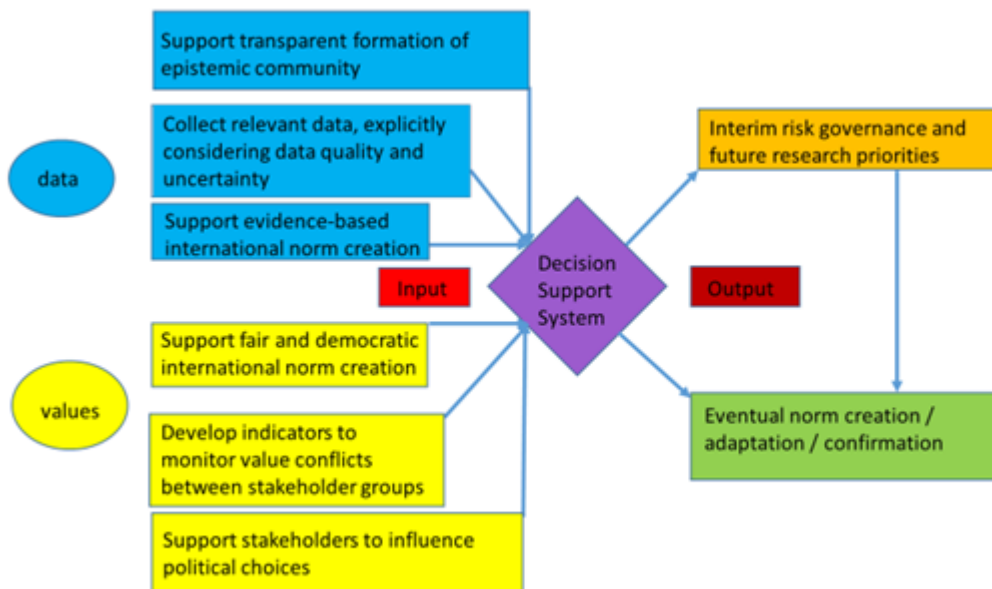 Support transparent formation of
epistemic community
Collect relevant data, explicitly
considering data quality and
uncertainty
data
Support evidence-based
international norm creation
Input
Support fair and democratic
international norm creation
values
Develop indicators to
monitor value conflicts
between stakeholder groups
Support stakeholders to influence
political choices
Decision
Support
System
Interim risk governance and
future research priorities
Output
Eventual norm creation /
adaptation / confirmation